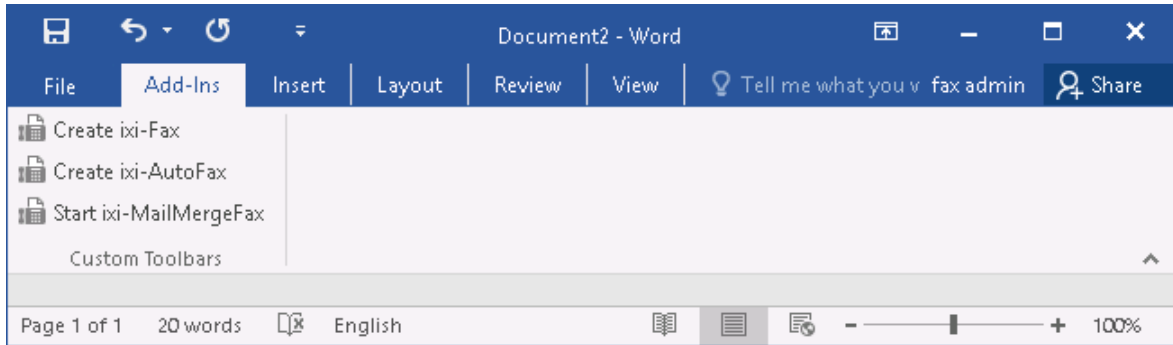 Document2 - Word
File Add-Ins Insert Layout Review View Tell me what you v fax admin Share
Create ixi-Fax
Create ixi-AutoFax
Start ixi-MailMergeFax
Custom Toolbars
Page 1 of 1 20 words English 100%